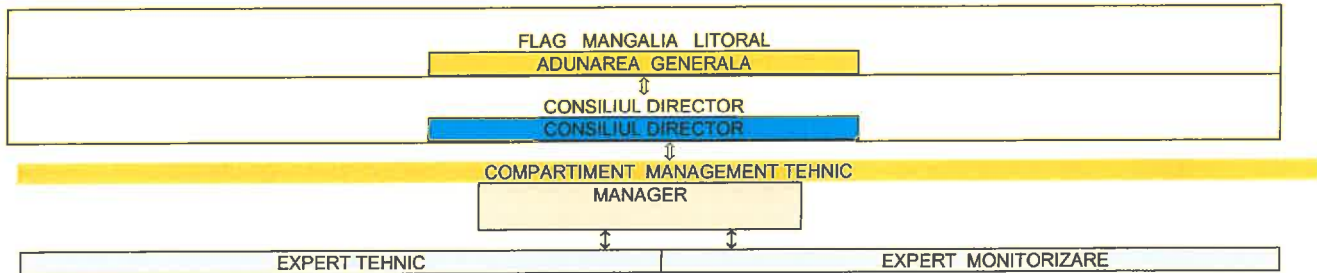 FLAG MANGALIA LITORAL
ADUNAREA GENERALA
CONSILIUL DIRECTOR
CONSILIUL DIRECTOR
COMPARTIMENT MANAGEMENT TEHNIC
MANAGER
EXPERT TEHNIC EXPERT MONITORIZARE